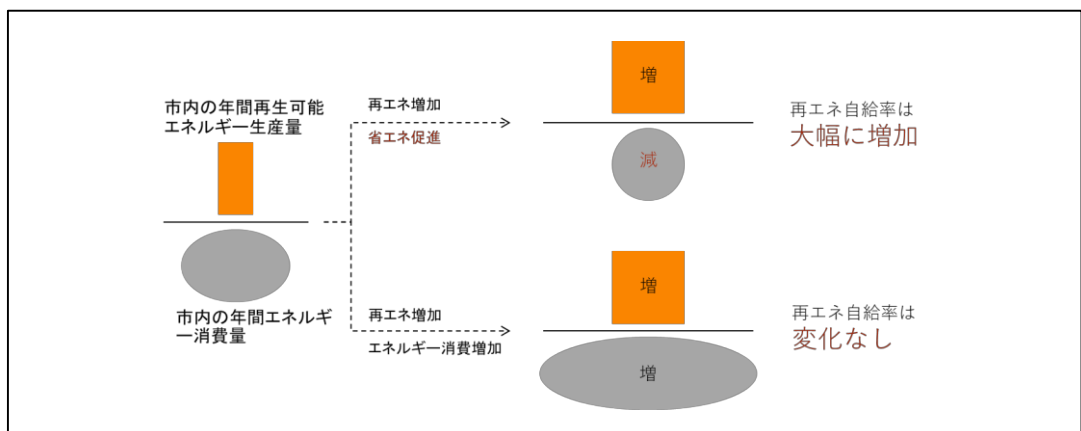 市内の年間再生可能
エネルギー生産量
市内の年間エネルギ
ー消費量
再エネ増加
省エネ促進
増
減
再エネ自給率は
大幅に増加
再エネ増加
エネルギー消費増加
増
増
再エネ自給率は
変化なし